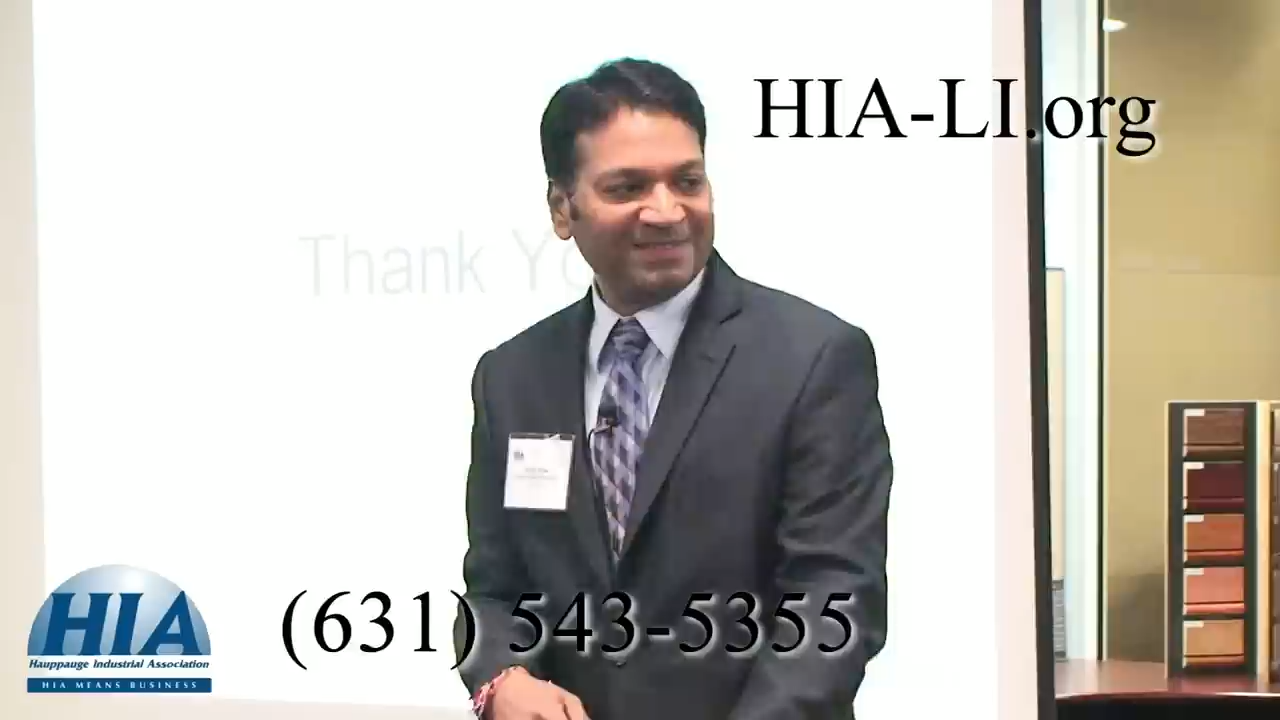 HIA-LI.org
Thank Yo
(631) 543-5355
HIA
Hauppauge Industrial Association
HIA MEANS BUSINESS